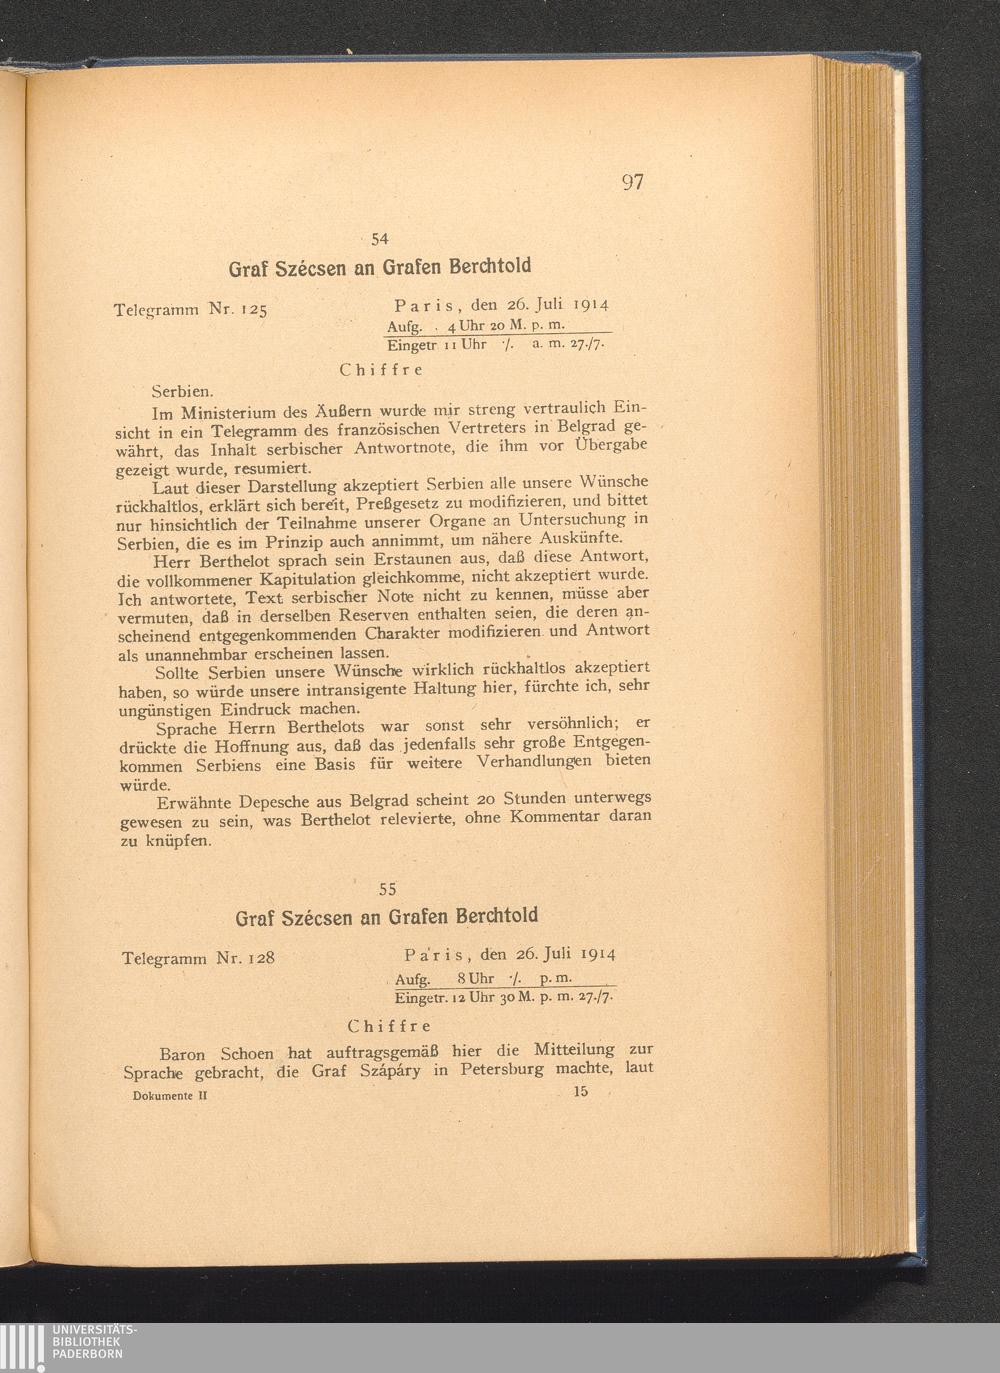 97
54
Graf Szécsen an Grafen Berchtold
Telegramm Nr. 125
Paris, den 26. Juli 1914
Aufg. 4 Uhr 20 M. p. m.
Eingetr. 11 Uhr ·/. a. m. 27./7.
Chiffre
Serbien.
Im Ministerium des Äußern wurde mir streng vertraulich Ein-
sicht in ein Telegramm des französischen Vertreters in Belgrad ge-
währt, das Inhalt serbischer Antwortnote, die ihm vor Übergabe
gezeigt wurde, resumiert.
Laut dieser Darstellung akzeptiert Serbien alle unsere Wünsche
rückhaltlos, erklärt sich bereit, Preßgesetz zu modifizieren, und bittet
nur hinsichtlich der Teilnahme unserer Organe an Untersuchung in
Serbien, die es im Prinzip auch annimmt, um nähere Auskünfte.
Herr Berthelot sprach sein Erstaunen aus, daß diese Antwort,
die vollkommener Kapitulation gleichkomme, nicht akzeptiert wurde.
Ich antwortete, Text serbischer Note nicht zu kennen, müsse aber
vermuten, daß in derselben Reserven enthalten seien, die deren an-
scheinend entgegenkommenden Charakter modifizieren und Antwort
als unannehmbar erscheinen lassen.
Sollte Serbien unsere Wünsche wirklich rückhaltlos akzeptiert
haben, so würde unsere intransigente Haltung hier, fürchte ich, sehr
ungünstigen Eindruck machen.
Sprache Herrn Berthelots war sonst sehr versöhnlich; er
drückte die Hoffnung aus, daß das jedenfalls sehr große Entgegen-
kommen Serbiens eine Basis für weitere Verhandlungen bieten
würde.
Erwähnte Depesche aus Belgrad scheint 20 Stunden unterwegs
gewesen zu sein, was Berthelot relevierte, ohne Kommentar daran
zu knüpfen.
55
Graf Szécsen an Grafen Berchtold
Telegramm Nr. 128
Paris, den 26. Juli 1914
Aufg. 8 Uhr ·/. p. m.
Eingetr. 12 Uhr 30 M. p. m. 27./7.
Chiffre
Baron Schoen hat auftragsgemäß hier die Mitteilung zur
Sprache gebracht, die Graf Szápáry in Petersburg machte, laut
Dokumente II
15
UNIVERSITÄTS-
BIBLIOTHEK
PADERBORN